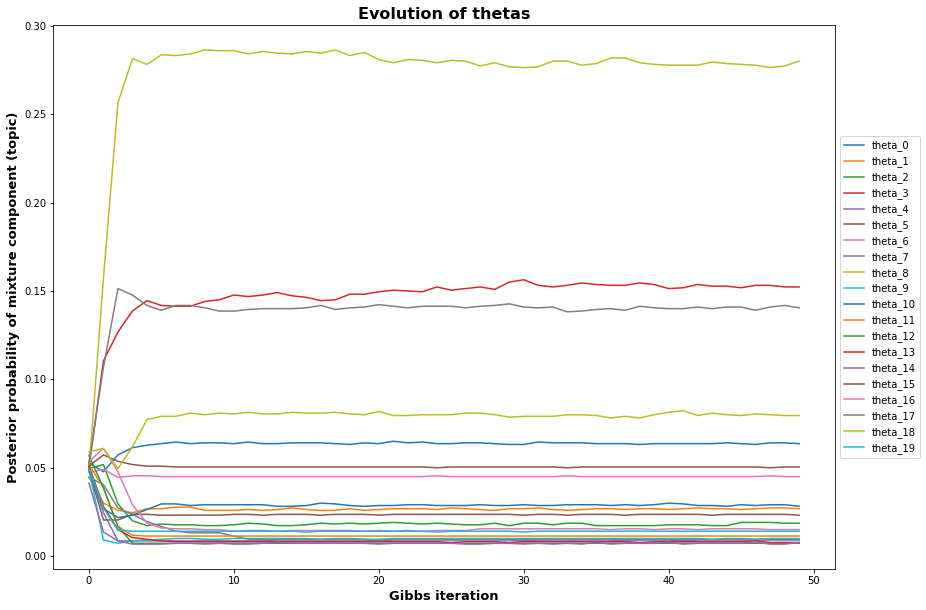 Evolution of thetas
Posterior probability of mixture component (topic)
0.30
0.25
0.20
0.15
0.10
0.05
0.00
0
10
20
30
40
50
Gibbs iteration
theta_0
theta_1
theta_2
theta_3
theta_4
theta_5
theta_6
theta_7
theta_8
theta_9
theta_10
theta_11
theta_12
theta_13
theta_14
theta_15
theta_16
theta_17
theta_18
theta_19